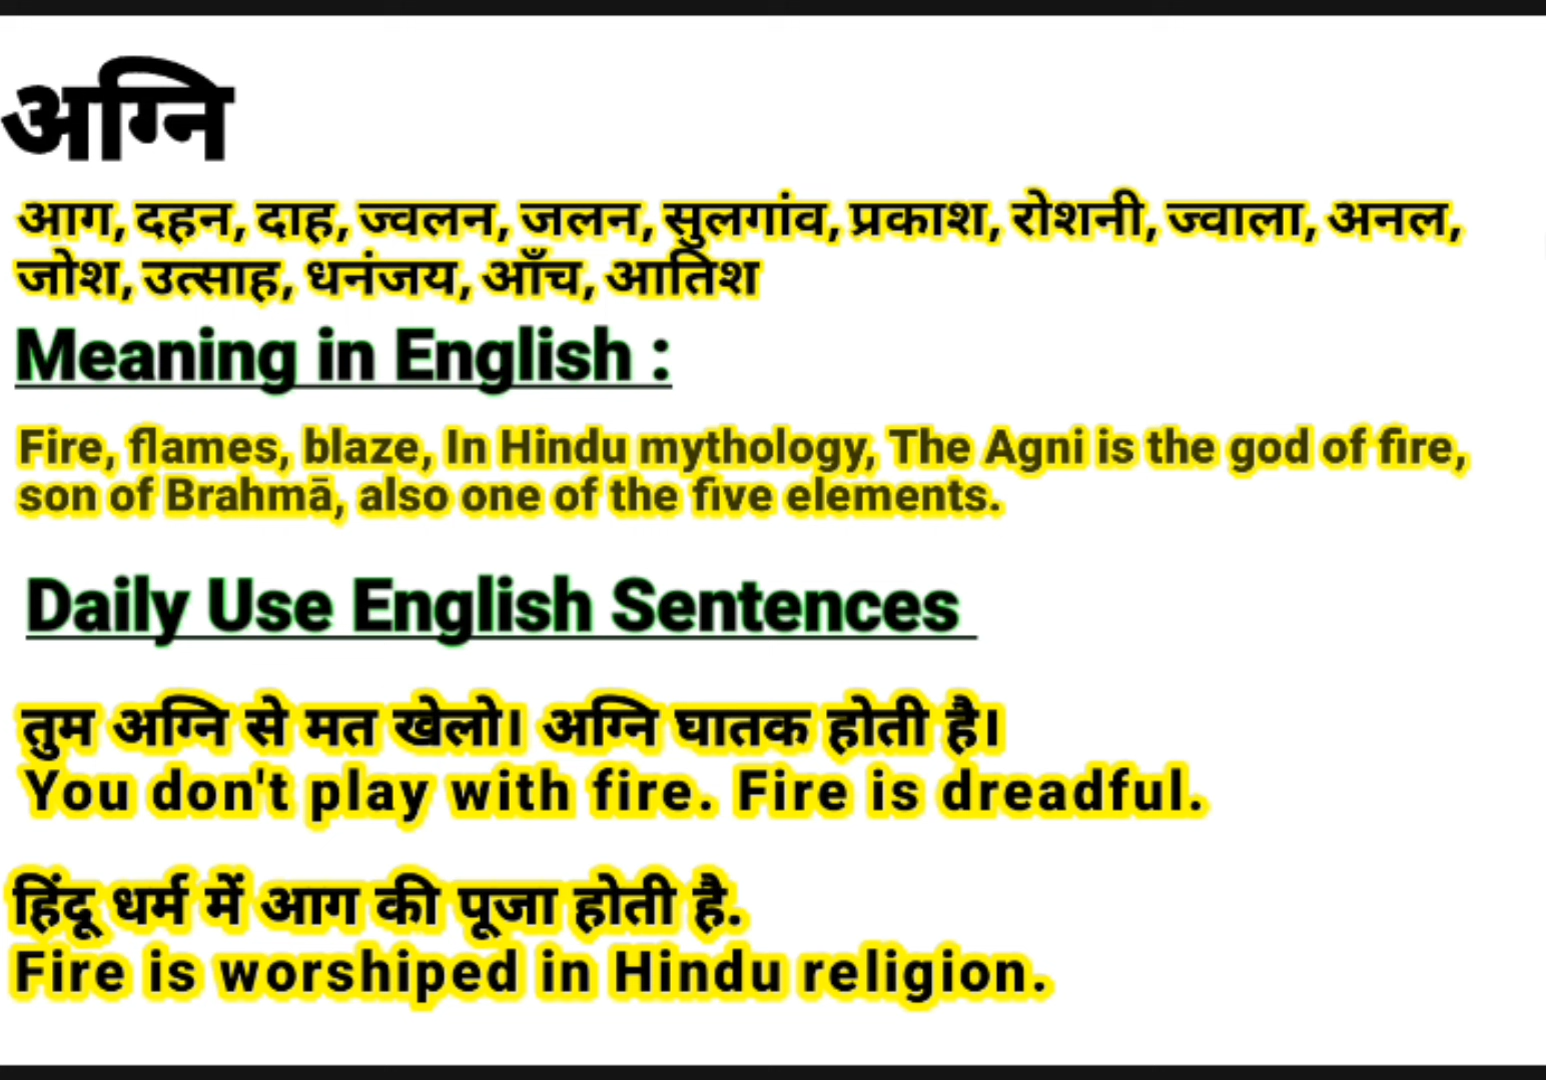 अग्नि
आग, दहन, दाह, ज्वलन, जलन, सुलगांव, प्रकाश, रोशनी, ज्वाला, अनल,
जोश, उत्साह, धनंजय, आँच, आतिश
Meaning in English :
Fire, flames, blaze, In Hindu mythology, The Agni is the god of fire,
son of Brahmā, also one of the five elements.
Daily Use English Sentences
तुम अग्नि से मत खेलो। अग्नि घातक होती है।
You don't play with fire. Fire is dreadful.
हिंदू धर्म में आग की पूजा होती है.
Fire is worshiped in Hindu religion.